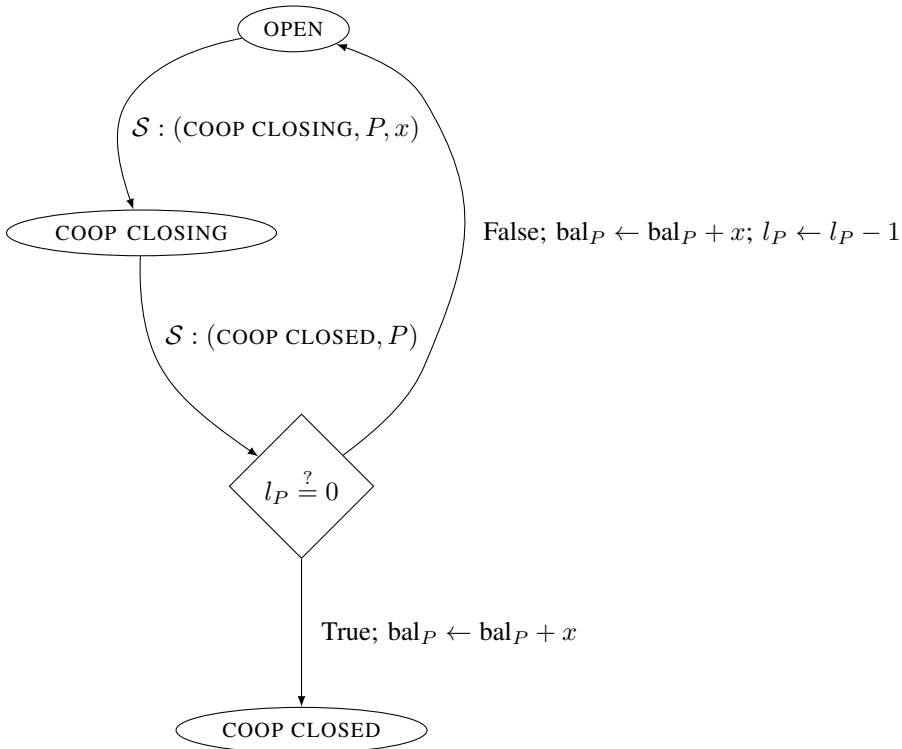 OPEN
𝒮 : (COOP CLOSING, P, x)
COOP CLOSING
False; bal_P ← bal_P + x; l_P ← l_P − 1
𝒮 : (COOP CLOSED, P)
l_P ≟ 0
True; bal_P ← bal_P + x
COOP CLOSED